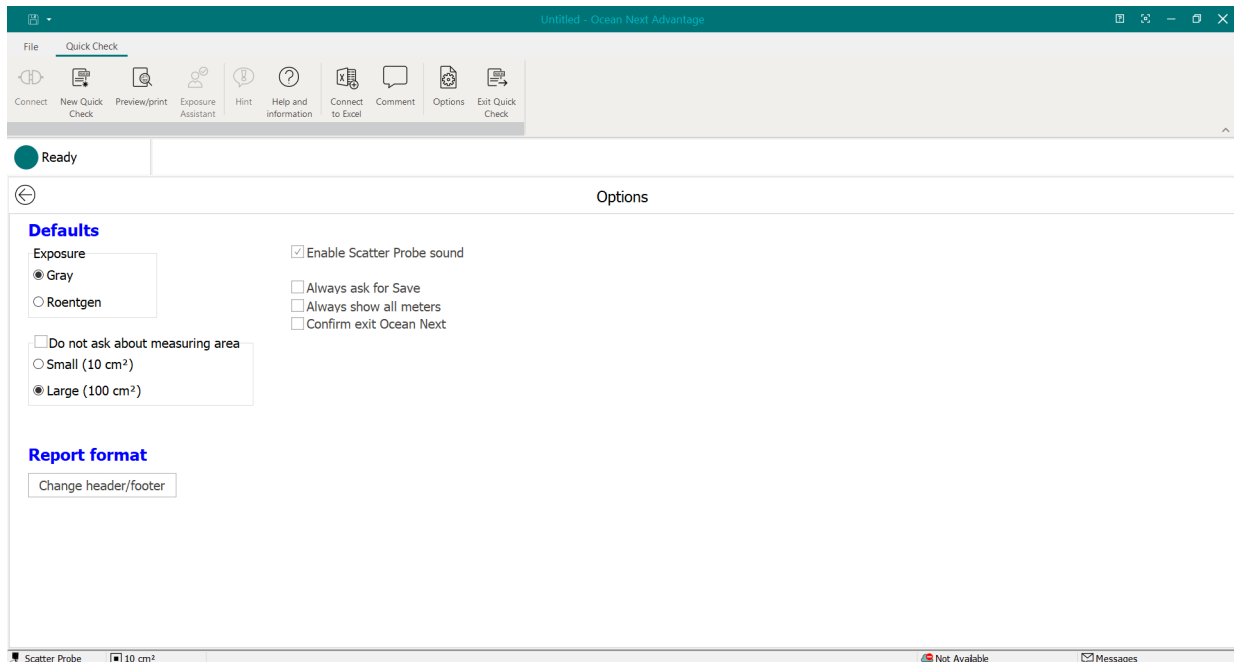 Untitled - Ocean Next Advantage
File Quick Check
Connect New Quick Check Preview/print Exposure Assistant Hint Help and information Connect to Excel Comment Options Exit Quick Check
Ready
Options
Defaults
Exposure
Gray
Roentgen
Do not ask about measuring area
Small (10 cm²)
Large (100 cm²)
Enable Scatter Probe sound
Always ask for Save
Always show all meters
Confirm exit Ocean Next
Report format
Change header/footer
Scatter Probe 10 cm² Not Available Messages